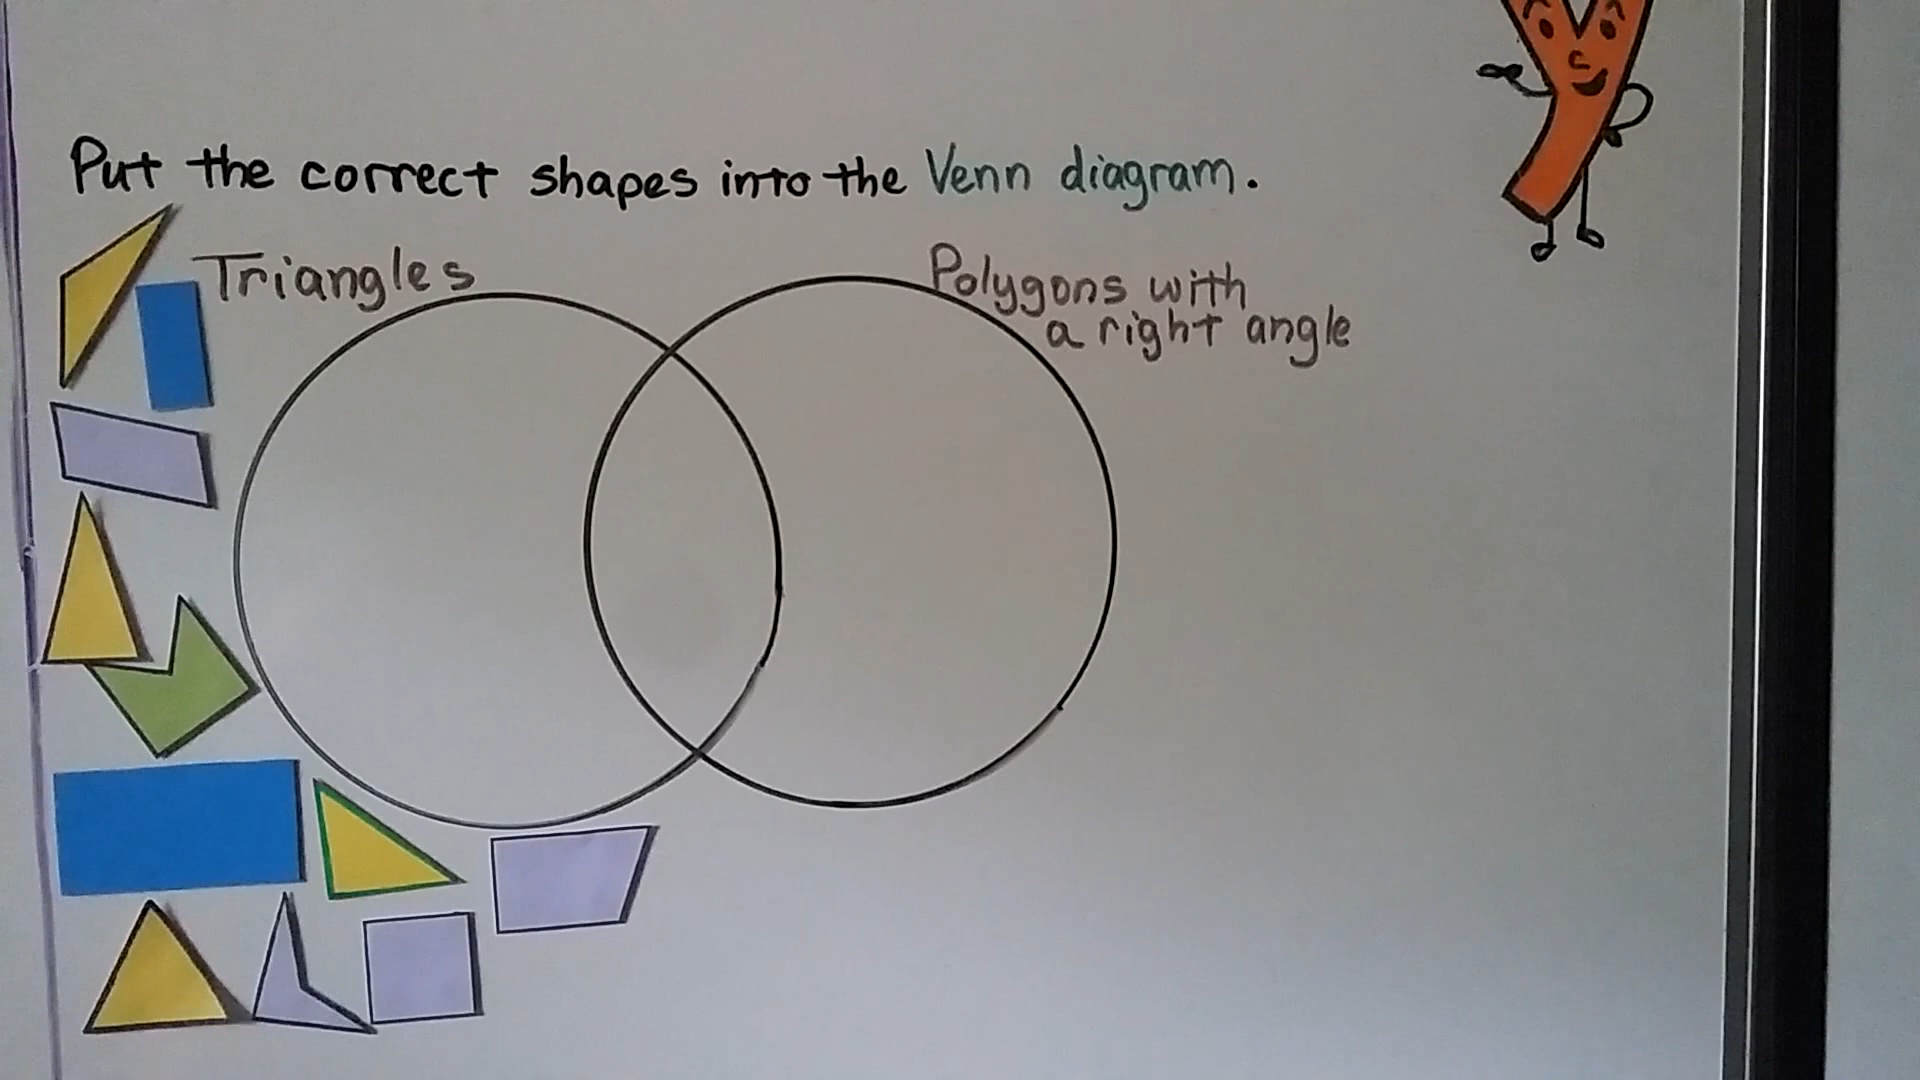 Put the correct shapes into the Venn diagram.
Triangles
Polygons with
a right angle